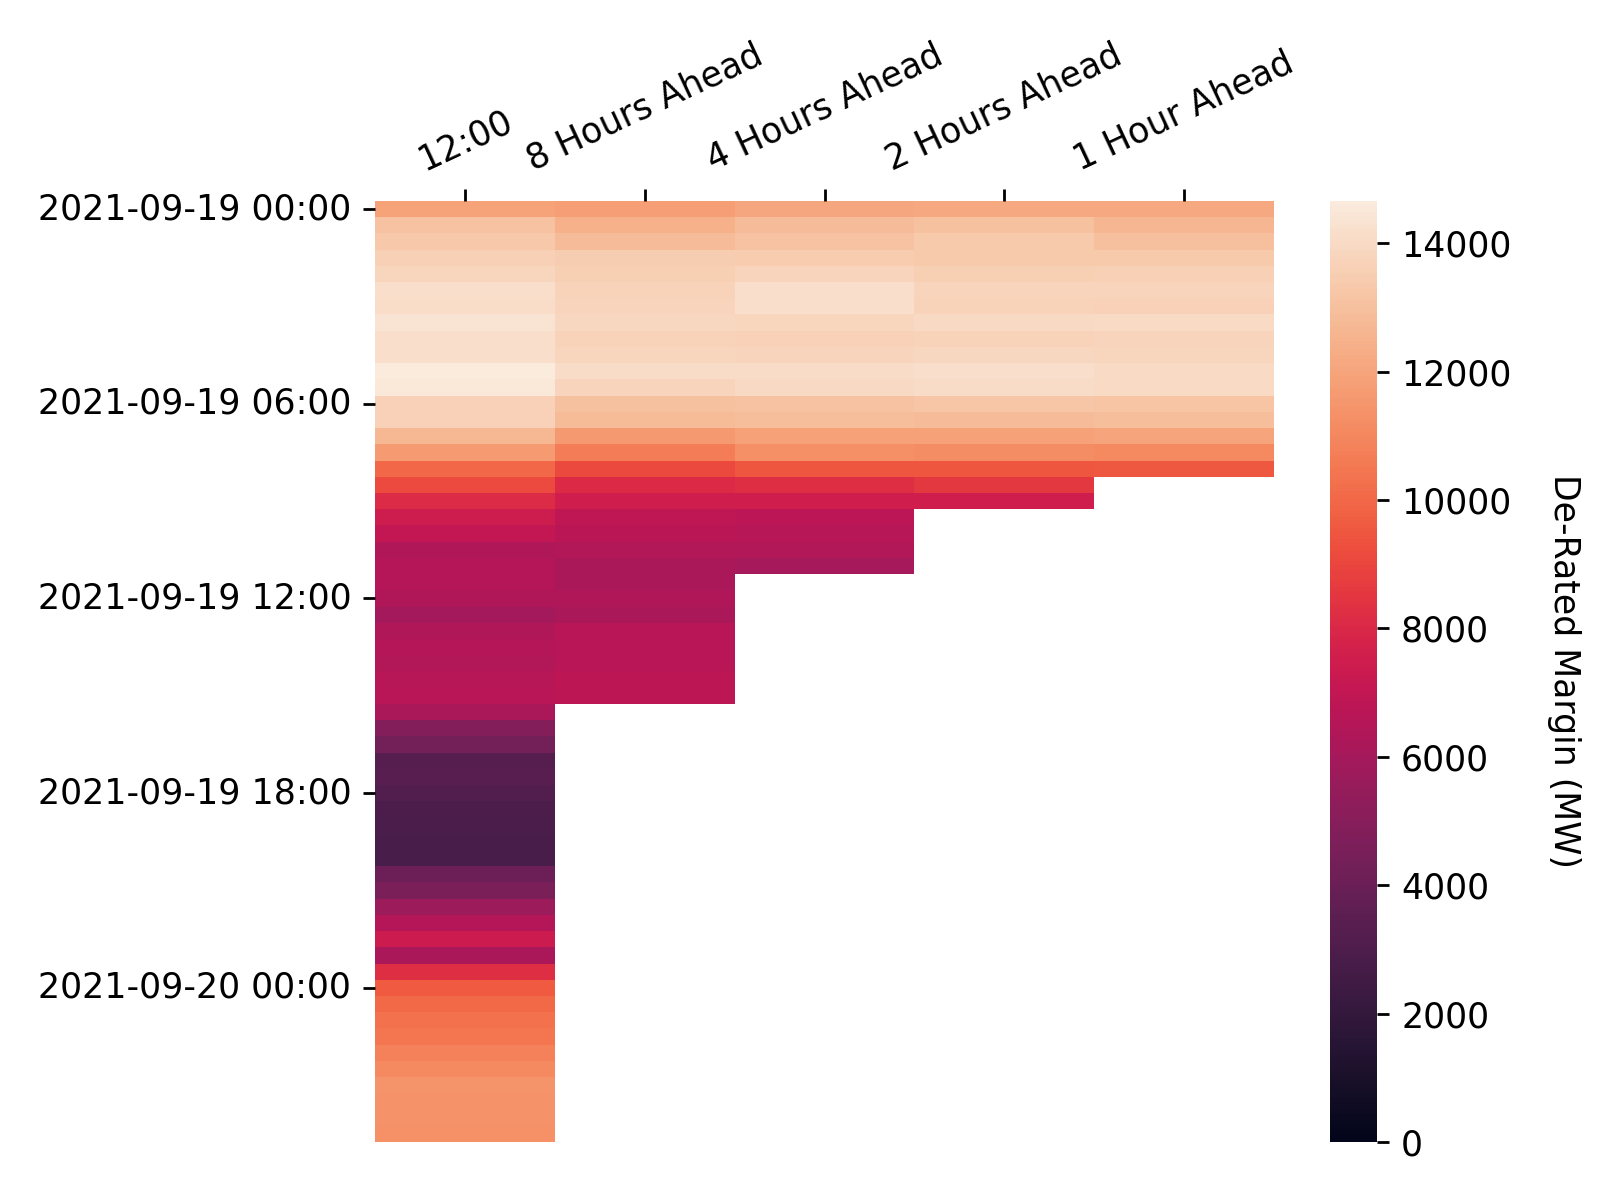 12:00
8 Hours Ahead
4 Hours Ahead
2 Hours Ahead
1 Hour Ahead
2021-09-19 00:00
2021-09-19 06:00
2021-09-19 12:00
2021-09-19 18:00
2021-09-20 00:00
14000
12000
10000
8000
6000
4000
2000
0
De-Rated Margin (MW)